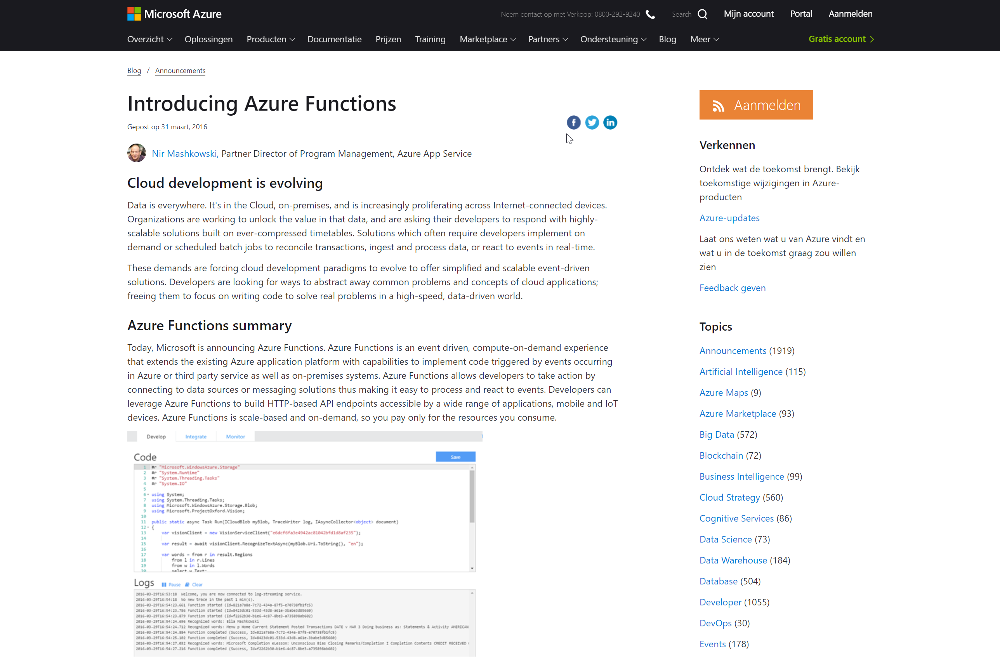 Microsoft Azure
Neem contact op met Verkoop: 0800-292-9240
Search
Mijn account
Portal
Aanmelden
Overzicht
Oplossingen
Producten
Documentatie
Prijzen
Training
Marketplace
Partners
Ondersteuning
Blog
Meer
Gratis account
Blog / Announcements
Introducing Azure Functions
Gepost op 31 maart, 2016
Nir Mashkowski, Partner Director of Program Management, Azure App Service
Cloud development is evolving
Data is everywhere. It's in the Cloud, on-premises, and is increasingly proliferating across Internet-connected devices.
Organizations are working to unlock the value in that data, and are asking their developers to respond with highly-
scalable solutions built on ever-compressed timetables. Solutions which often require developers implement on
demand or scheduled batch jobs to reconcile transactions, ingest and process data, or react to events in real-time.
These demands are forcing cloud development paradigms to evolve to offer simplified and scalable event-driven
solutions. Developers are looking for ways to abstract away common problems and concepts of cloud applications;
freeing them to focus on writing code to solve real problems in a high-speed, data-driven world.
Azure Functions summary
Today, Microsoft is announcing Azure Functions. Azure Functions is an event driven, compute-on-demand experience
that extends the existing Azure application platform with capabilities to implement code triggered by events occurring
in Azure or third party service as well as on-premises systems. Azure Functions allows developers to take action by
connecting to data sources or messaging solutions thus making it easy to process and react to events. Developers can
leverage Azure Functions to build HTTP-based API endpoints accessible by a wide range of applications, mobile and IoT
devices. Azure Functions is scale-based and on-demand, so you pay only for the resources you consume.
Develop
Integrate
Monitor
Code
Save
1 #r "Microsoft.WindowsAzure.Storage"
2 #r "System.Runtime"
3 #r "System.Threading.Tasks"
4 #r "System.IO"
5
6 using System;
7 using System.Threading.Tasks;
8 using Microsoft.WindowsAzure.Storage.Blob;
9 using Microsoft.ProjectOxford.Vision;
10
11 public static async Task Run(ICloudBlob myBlob, TraceWriter log, IAsyncCollector<object> document)
12 {
13 var visionClient = new VisionServiceClient("e6dcf6fa3e4942ac81042bfd1d8af235");
14
15 var result = await visionClient.RecognizeTextAsync(myBlob.Uri.ToString(), "en");
16
17 var words = from r in result.Regions
18 from l in r.Lines
19 from w in l.Words
20 select w.Text;
Logs
Pause
Clear
2016-03-29T16:53:18 Welcome, you are now connected to log-streaming service.
2016-03-29T16:54:18 No new trace in the past 1 min(s).
2016-03-29T16:54:23.661 Function started (Id=821a7a8a-7c72-434a-87f5-e70738fb1fc5)
2016-03-29T16:54:23.786 Function started (Id=8423dc01-533d-43d8-a61e-3babe3d85660)
2016-03-29T16:54:23.879 Function started (Id=f2262b30-b1e6-4c87-8be3-a735898ab602)
2016-03-29T16:54:24.696 Recognized words: Ella Mashkowski
2016-03-29T16:54:24.712 Recognized words: Menu p Home Current Statement Posted Transactions DATE v MAR 3 Doing business as: Statements & Activity AMERICAN
2016-03-29T16:54:24.884 Function completed (Success, Id=821a7a8a-7c72-434a-87f5-e70738fb1fc5)
2016-03-29T16:54:25.102 Function completed (Success, Id=8423dc01-533d-43d8-a61e-3babe3d85660)
2016-03-29T16:54:27.032 Recognized words: Microsoft Completion eLesson: Unconscious Bias Closing Remarks/Completion I Completion Contents CREDIT RECEIVED
2016-03-29T16:54:27.216 Function completed (Success, Id=f2262b30-b1e6-4c87-8be3-a735898ab602)
Aanmelden
Verkennen
Ontdek wat de toekomst brengt. Bekijk
toekomstige wijzigingen in Azure-
producten
Azure-updates
Laat ons weten wat u van Azure vindt en
wat u in de toekomst graag zou willen
zien
Feedback geven
Topics
Announcements (1919)
Artificial Intelligence (115)
Azure Maps (9)
Azure Marketplace (93)
Big Data (572)
Blockchain (72)
Business Intelligence (99)
Cloud Strategy (560)
Cognitive Services (86)
Data Science (73)
Data Warehouse (184)
Database (504)
Developer (1055)
DevOps (30)
Events (178)